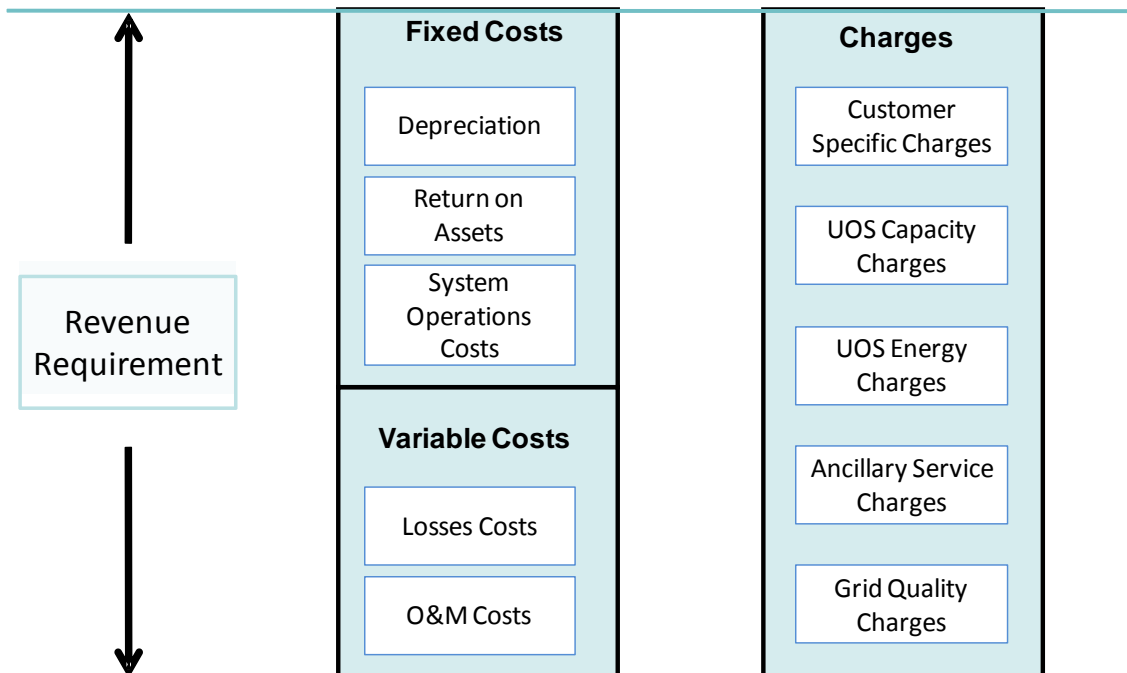 Revenue
Requirement
Fixed Costs
Depreciation
Return on
Assets
System
Operations
Costs
Variable Costs
Losses Costs
O&M Costs
Charges
Customer
Specific Charges
UOS Capacity
Charges
UOS Energy
Charges
Ancillary Service
Charges
Grid Quality
Charges